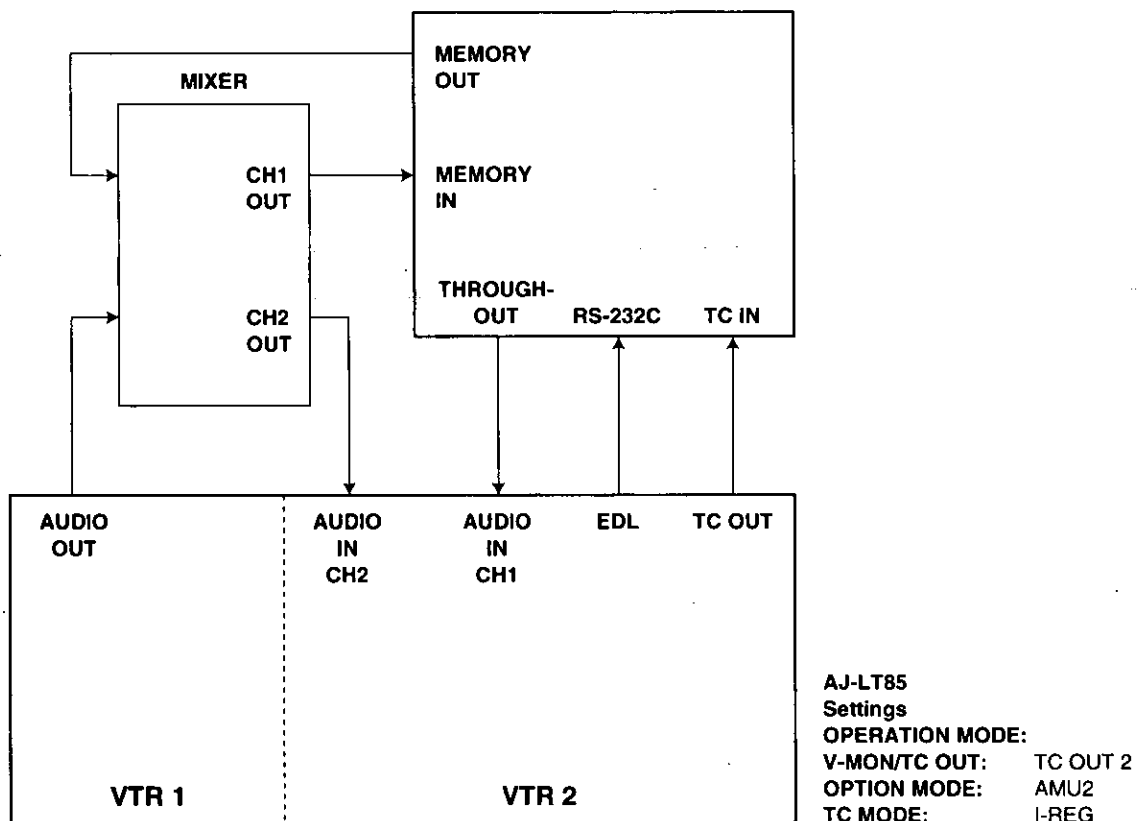 MEMORY
OUT
MIXER
CH1
OUT
MEMORY
IN
CH2
OUT
THROUGH-
OUT
RS-232C
TC IN
AUDIO
OUT
AUDIO
IN
CH2
AUDIO
IN
CH1
EDL
TC OUT
VTR 1
VTR 2
AJ-LT85
Settings
OPERATION MODE:
V-MON/TC OUT: TC OUT 2
OPTION MODE: AMU2
TC MODE: I-REG